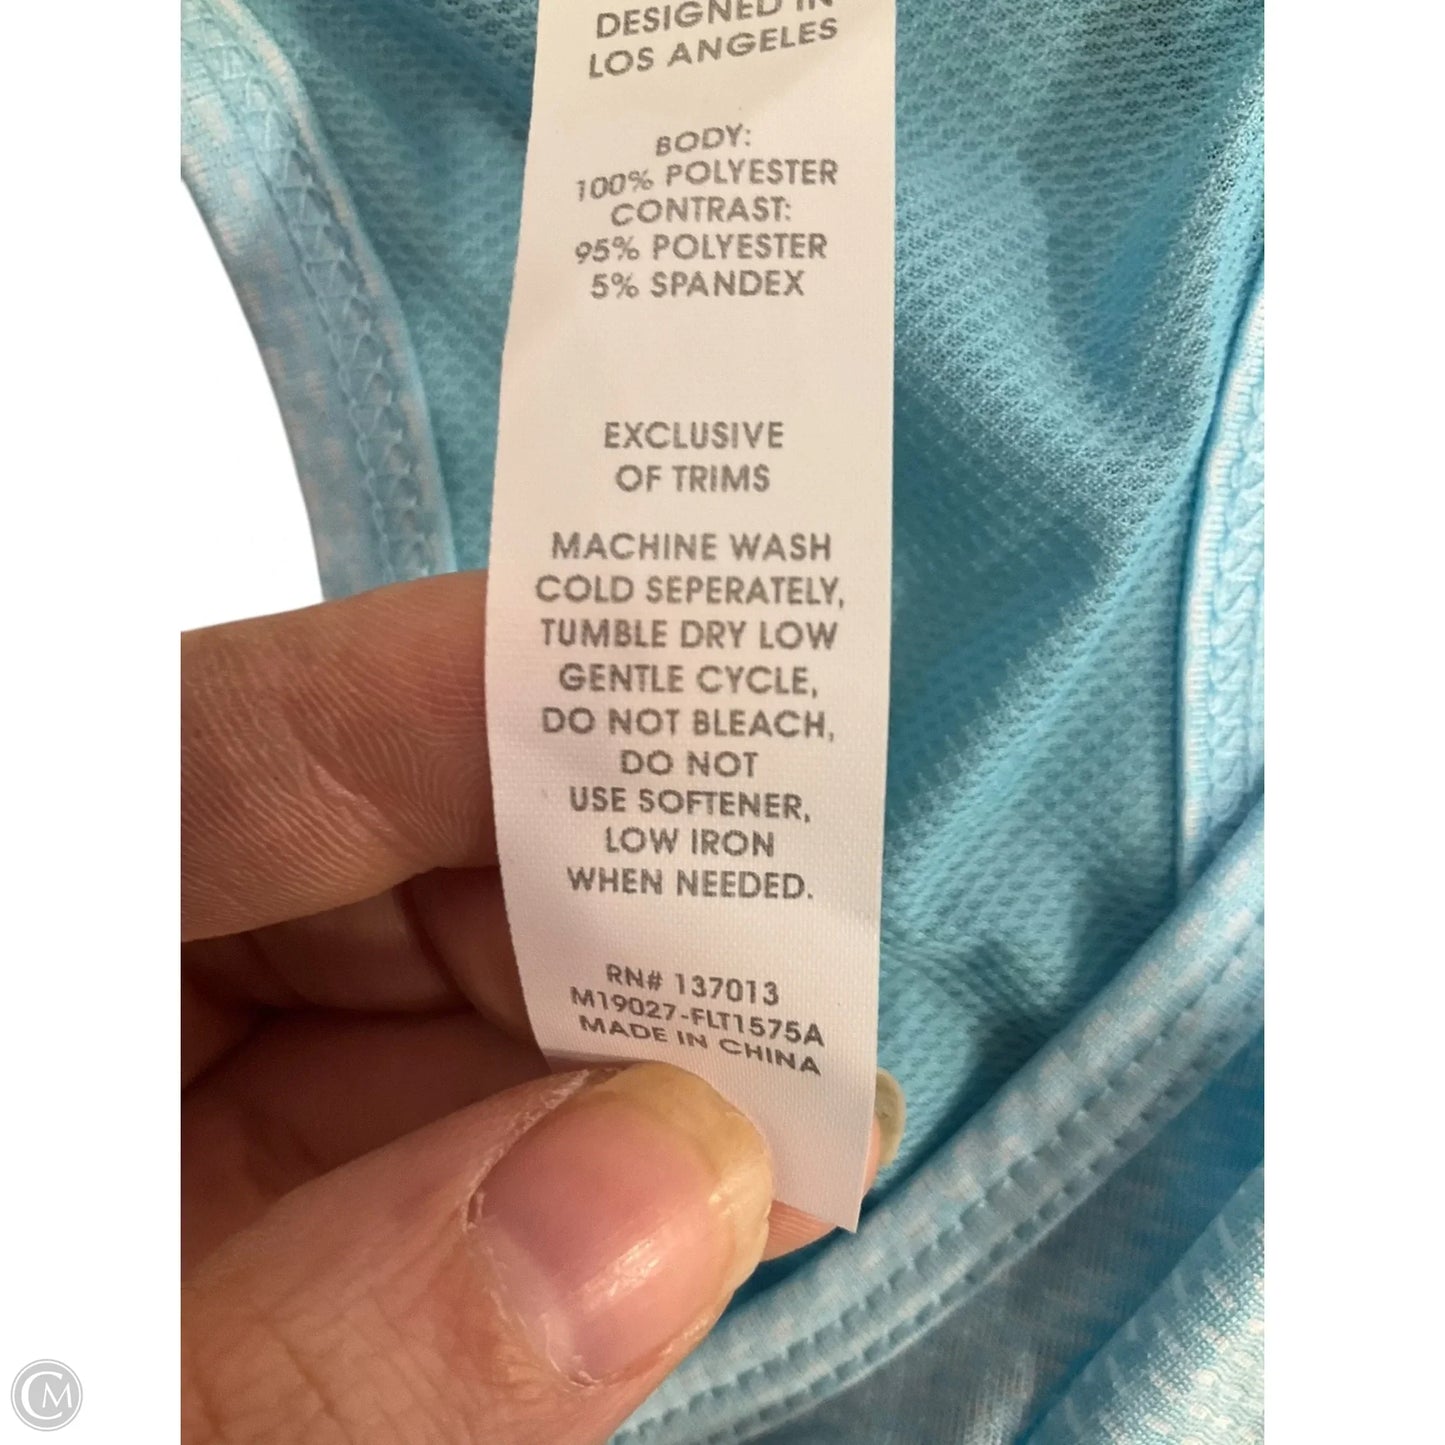 DESIGNED IN
LOS ANGELES
BODY:
100% POLYESTER
CONTRAST:
95% POLYESTER
5% SPANDEX
EXCLUSIVE
OF TRIMS
MACHINE WASH
COLD SEPERATELY,
TUMBLE DRY LOW
GENTLE CYCLE,
DO NOT BLEACH,
DO NOT
USE SOFTENER,
LOW IRON
WHEN NEEDED.
RN# 137013
M19027-FLT1575A
MADE IN CHINA
CM